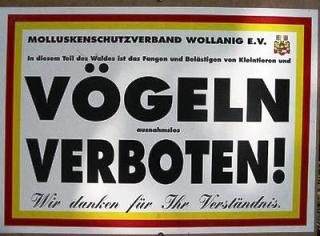 MOLLUSKENSCHUTZVERBAND WOLLANIG E.V.
In diesem Teil des Waldes ist das Fangen und Belästigen von Kleintieren und
VÖGELN
ausnahmslos
VERBOTEN!
Wir danken für Ihr Verständnis.